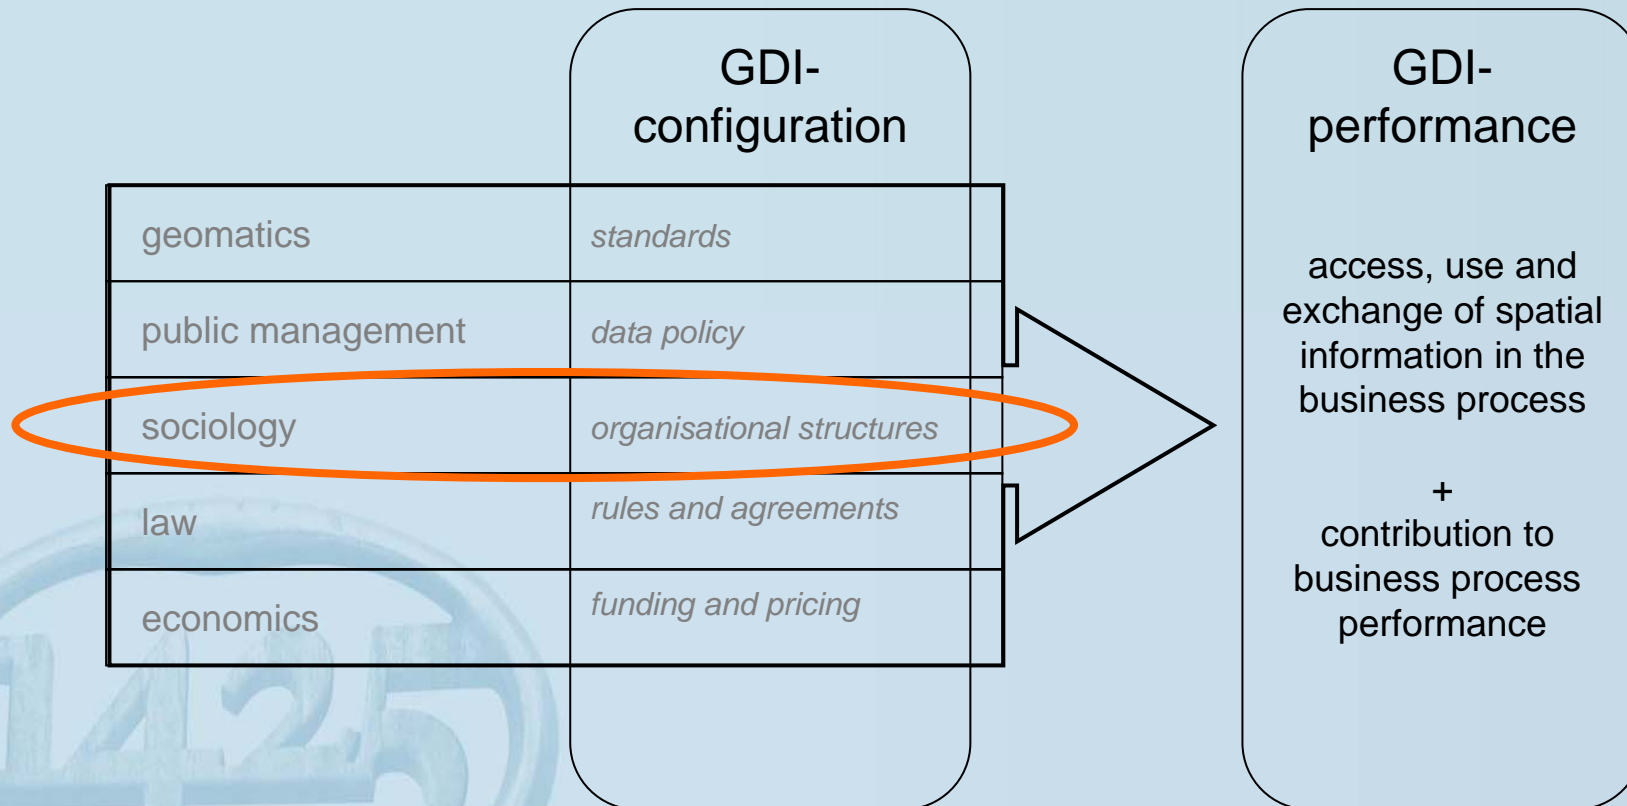 GDI-
configuration
GDI-
performance
geomatics
standards
public management
data policy
sociology
organisational structures
law
rules and agreements
economics
funding and pricing
access, use and
exchange of spatial
information in the
business process
+
contribution to
business process
performance
1425